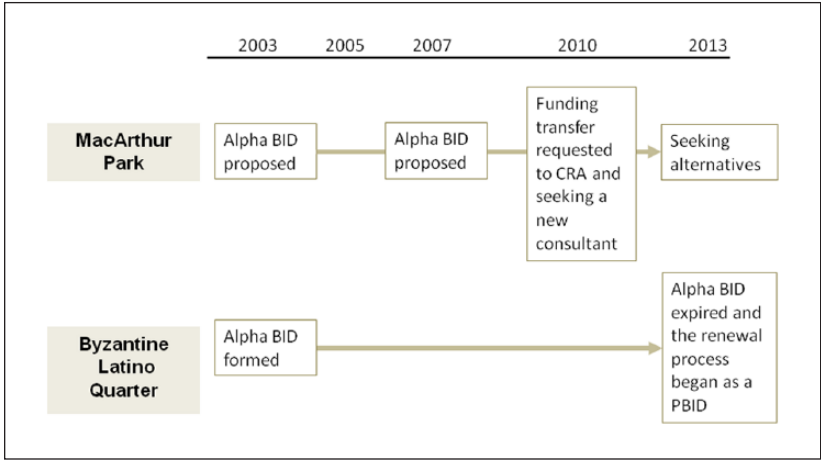 2003 2005 2007 2010 2013
MacArthur
Park
Alpha BID
proposed
Alpha BID
proposed
Funding
transfer
requested
to CRA and
seeking a
new
consultant
Seeking
alternatives
Byzantine
Latino
Quarter
Alpha BID
formed
Alpha BID
expired and
the renewal
process
began as a
PBID